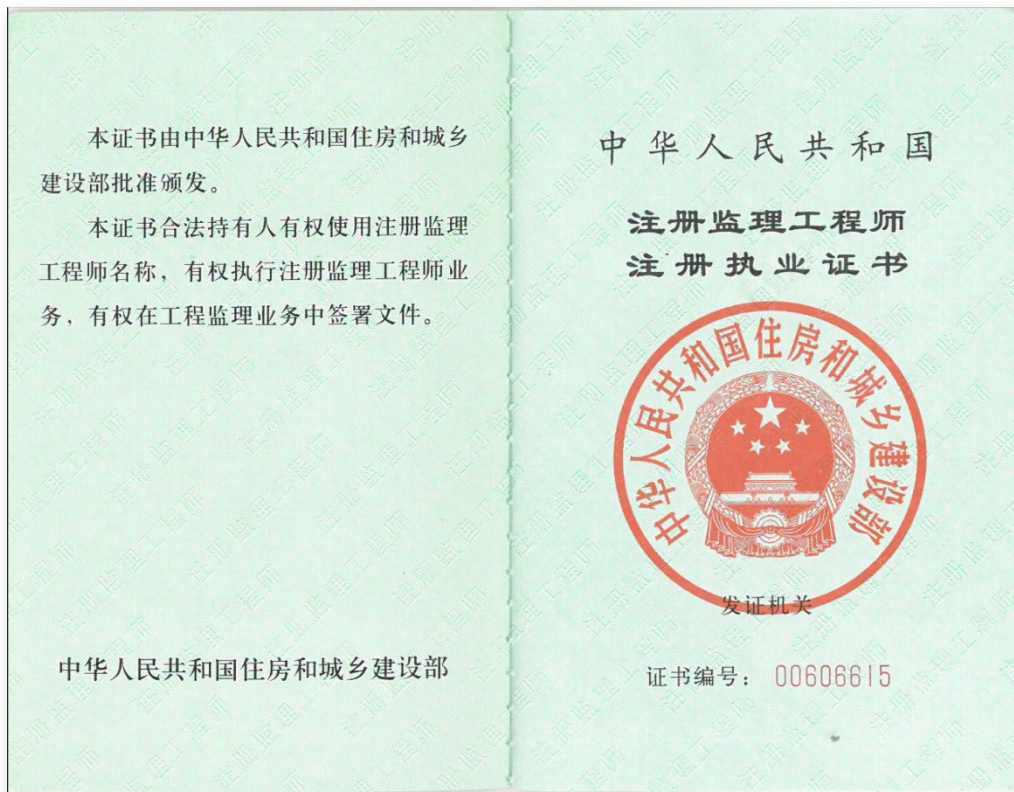 本证书由中华人民共和国住房和城乡
建设部批准颁发。
本证书合法持有人有权使用注册监理
工程师名称，有权执行注册监理工程师业
务，有权在工程监理业务中签署文件。
中华人民共和国住房和城乡建设部
中华人民共和国
注册监理工程师
注册执业证书
中华人民共和国住房和城乡建设部
发证机关
证书编号： 00606615